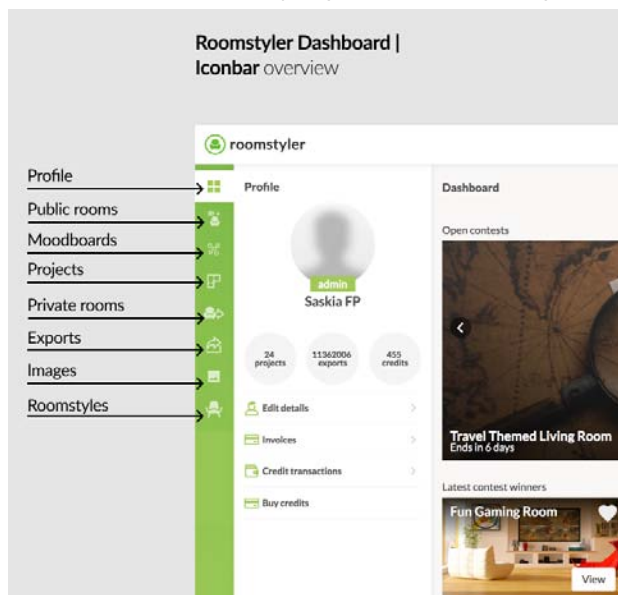 Roomstyler Dashboard |
Iconbar overview
roomstyler
Profile
Public rooms
Moodboards
Projects
Private rooms
Exports
Images
Roomstyles
Profile
admin
Saskia FP
24
projects
11362006
exports
455
credits
Edit details
Invoices
Credit transactions
Buy credits
Dashboard
Open contests
Travel Themed Living Room
Ends in 6 days
Latest contest winners
Fun Gaming Room
View